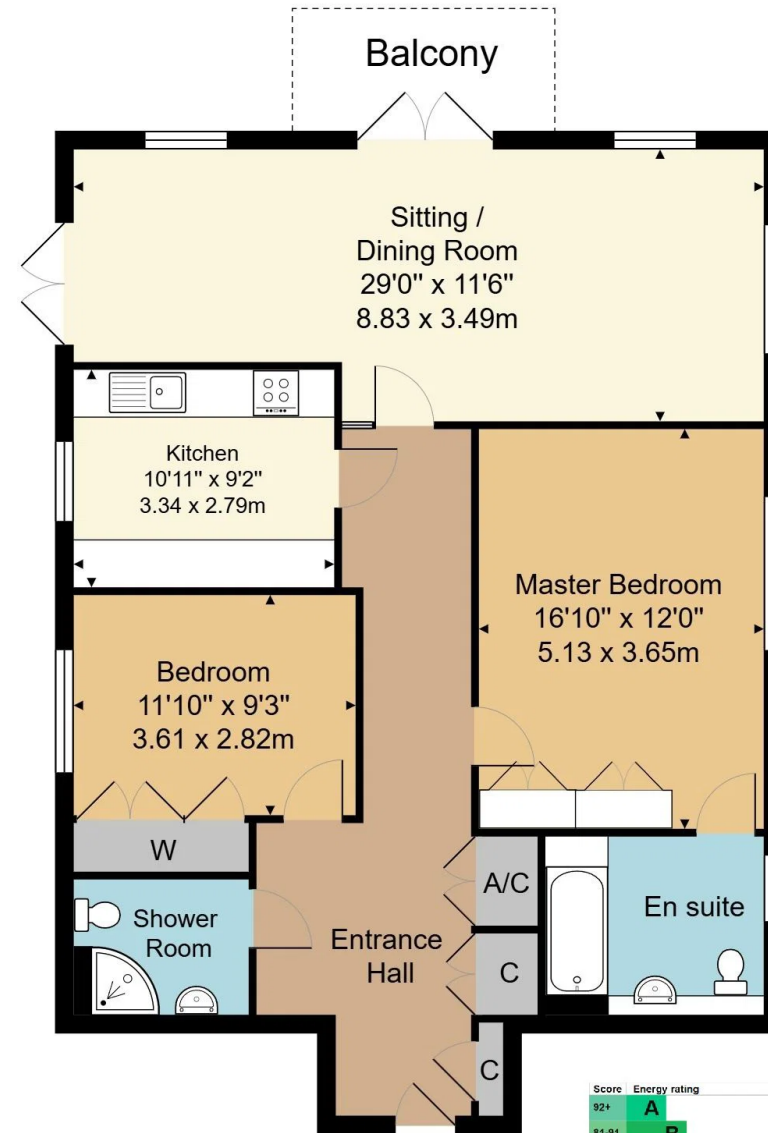 Balcony
Sitting /
Dining Room
29'0" x 11'6"
8.83 x 3.49m
Kitchen
10'11" x 9'2"
3.34 x 2.79m
Master Bedroom
16'10" x 12'0"
5.13 x 3.65m
Bedroom
11'10" x 9'3"
3.61 x 2.82m
W
A/C
Shower
Room
En suite
Entrance
Hall
C
C
Score Energy rating
92+ A
81-91 B